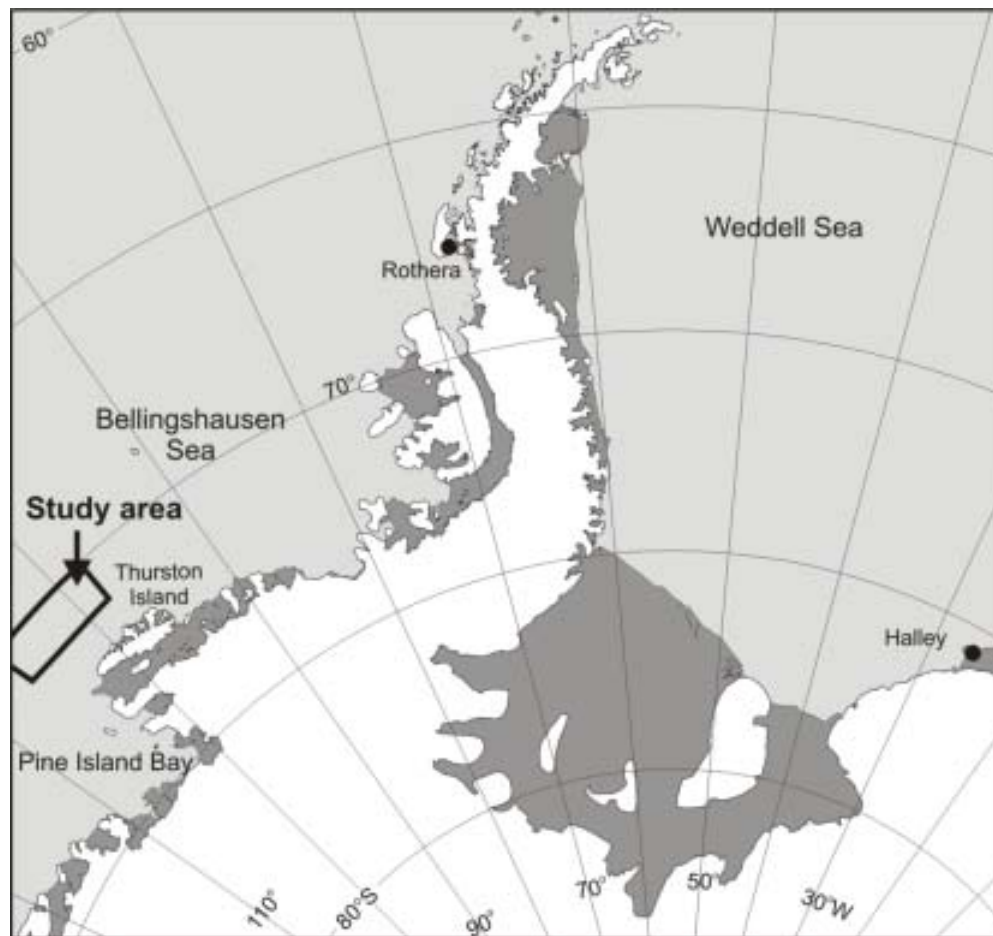 60°
Weddell Sea
Rothera
70°
Bellingshausen
Sea
Study area
Thurston
Island
Halley
Pine Island Bay
110°
80°S
90°
70°
50°
30°W